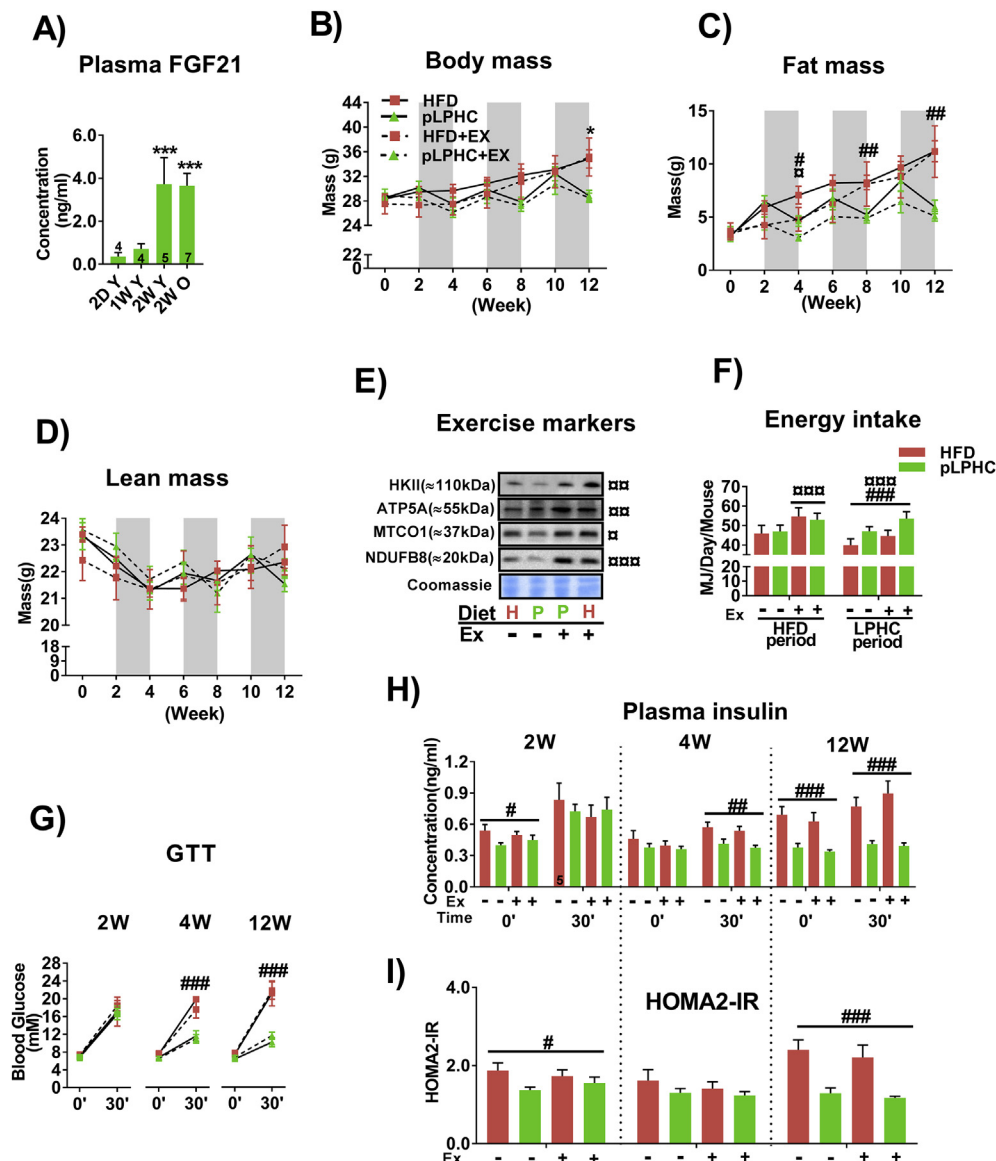 A)
Plasma FGF21
Concentration
(ng/ml)
6.0
4.0
2.0
0.0
*** ***
4 4 5 7
2D Y 1W Y 2W Y 2W O
B)
Body mass
HFD
pLPHC
HFD+EX
pLPHC+EX
*
Mass (g)
44
40
36
32
28
24
22
0
0 2 4 6 8 10 12
(Week)
C)
Fat mass
#
¤
##
##
Mass(g)
15
10
5
0
0 2 4 6 8 10 12
(Week)
D)
Lean mass
Mass(g)
24
23
22
21
20
18
9
0
0 2 4 6 8 10 12
(Week)
E)
Exercise markers
HKII(≈110kDa) ¤¤
ATP5A(≈55kDa) ¤¤
MTCO1(≈37kDa) ¤
NDUFB8(≈20kDa) ¤¤¤
Coomassie
Diet H P P H
Ex - - + +
F)
Energy intake
HFD
pLPHC
¤¤¤
¤¤¤
###
MJ/Day/Mouse
70
60
50
40
20
0
Ex - - + + - - + +
HFD period
LPHC period
G)
GTT
2W 4W 12W
### ###
Blood Glucose
(mM)
28
24
20
16
12
8
4
0' 30' 0' 30' 0' 30'
H)
Plasma insulin
2W 4W 12W
# ## ### ###
Concentration(ng/ml)
1.2
0.9
0.6
0.3
0.0
5
Ex - - + + - - + + - - + + - - + + - - + + - - + +
Time 0' 30' 0' 30' 0' 30'
I)
HOMA2-IR
# ###
HOMA2-IR
4.0
2.0
0.0
Ex - - + + - - + + - - + +